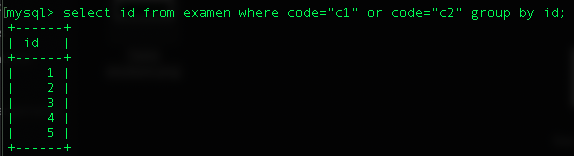 [mysql> select id from examen where code="c1" or code="c2" group by id;
+------+
| id   |
+------+
|    1 |
|    2 |
|    3 |
|    4 |
|    5 |
+------+